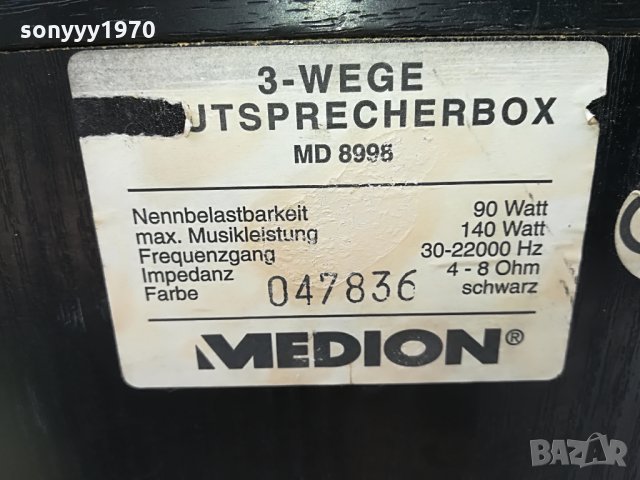 sonyyy1970
3-WEGE
UTSPRECHERBOX
MD 8998
Nennbelastbarkeit 90 Watt
max. Musikleistung 140 Watt
Frequenzgang 30-22000 Hz
Impedanz 4 - 8 Ohm
Farbe 047836 schwarz
MEDION®
BAZAR